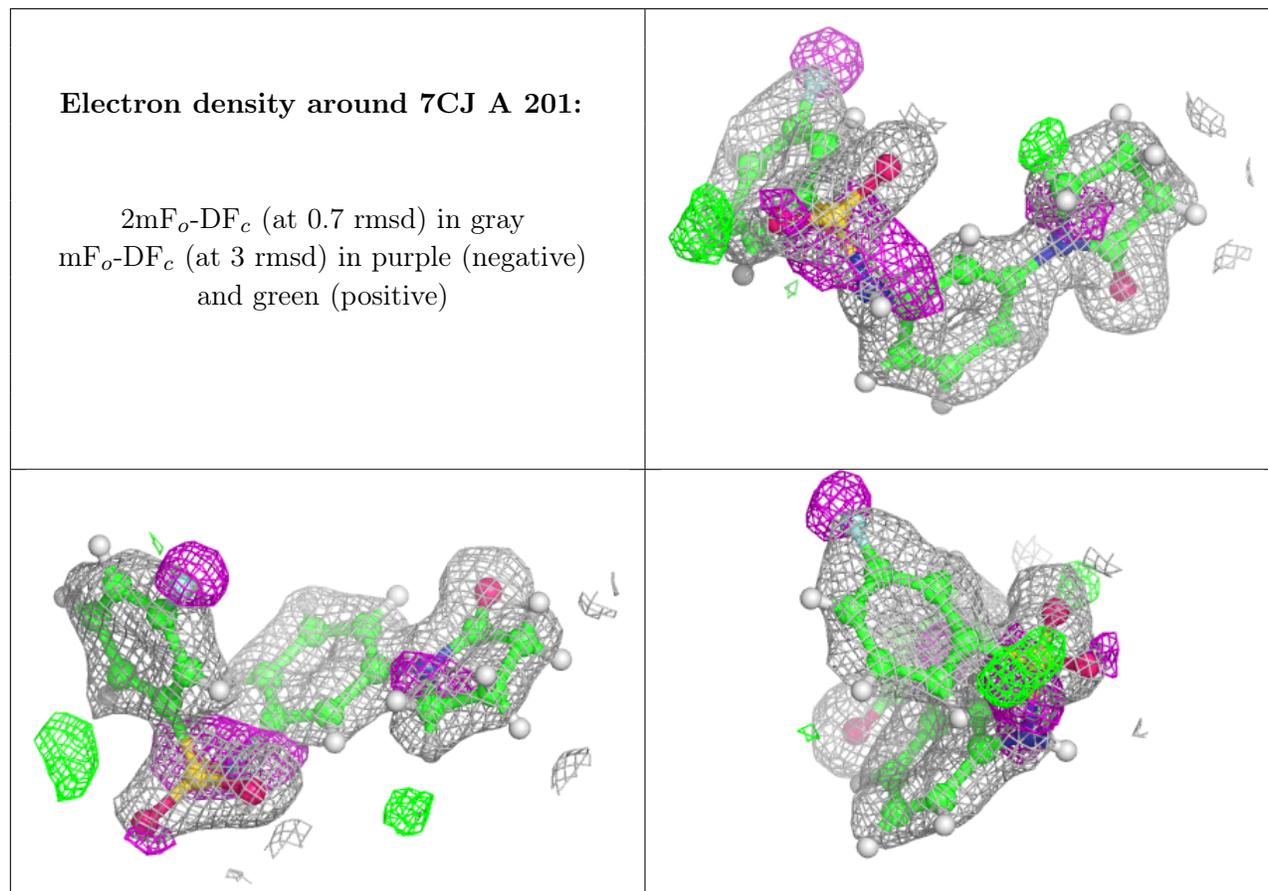 Electron density around 7CJ A 201:
2mFo-DFc (at 0.7 rmsd) in gray
mFo-DFc (at 3 rmsd) in purple (negative)
and green (positive)